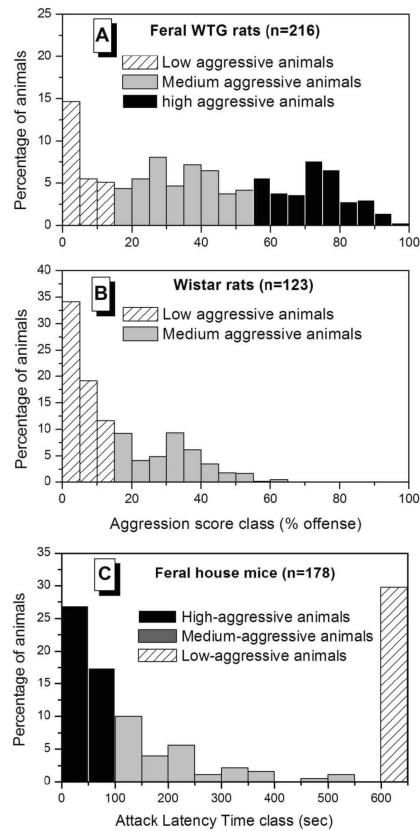 A
Feral WTG rats (n=216)
Low aggressive animals
Medium aggressive animals
high aggressive animals
Percentage of animals
25
20
15
10
5
0
0 20 40 60 80 100
B
Wistar rats (n=123)
Low aggressive animals
Medium aggressive animals
Percentage of animals
40
35
30
25
20
15
10
5
0
0 20 40 60 80 100
Aggression score class (% offense)
C
Feral house mice (n=178)
High-aggressive animals
Medium-aggressive animals
Low-aggressive animals
Percentage of animals
35
30
25
20
15
10
5
0
0 100 200 300 400 500 600
Attack Latency Time class (sec)